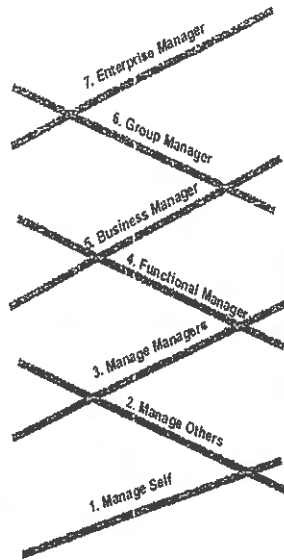 7. Enterprise Manager
6. Group Manager
5. Business Manager
4. Functional Manager
3. Manage Managers
2. Manage Others
1. Manage Self